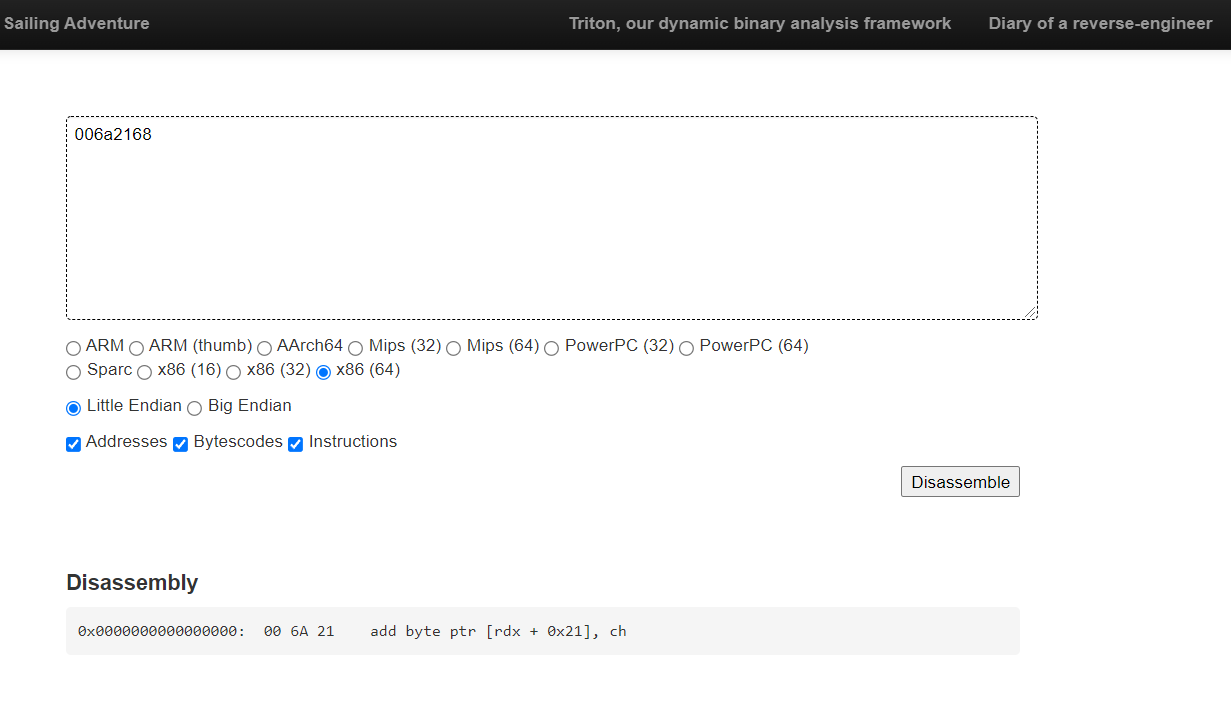 Sailing Adventure Triton, our dynamic binary analysis framework Diary of a reverse-engineer
006a2168
ARM ARM (thumb) AArch64 Mips (32) Mips (64) PowerPC (32) PowerPC (64)
Sparc x86 (16) x86 (32) x86 (64)
Little Endian Big Endian
Addresses Bytescodes Instructions
Disassemble
Disassembly
0x0000000000000000: 00 6A 21 add byte ptr [rdx + 0x21], ch